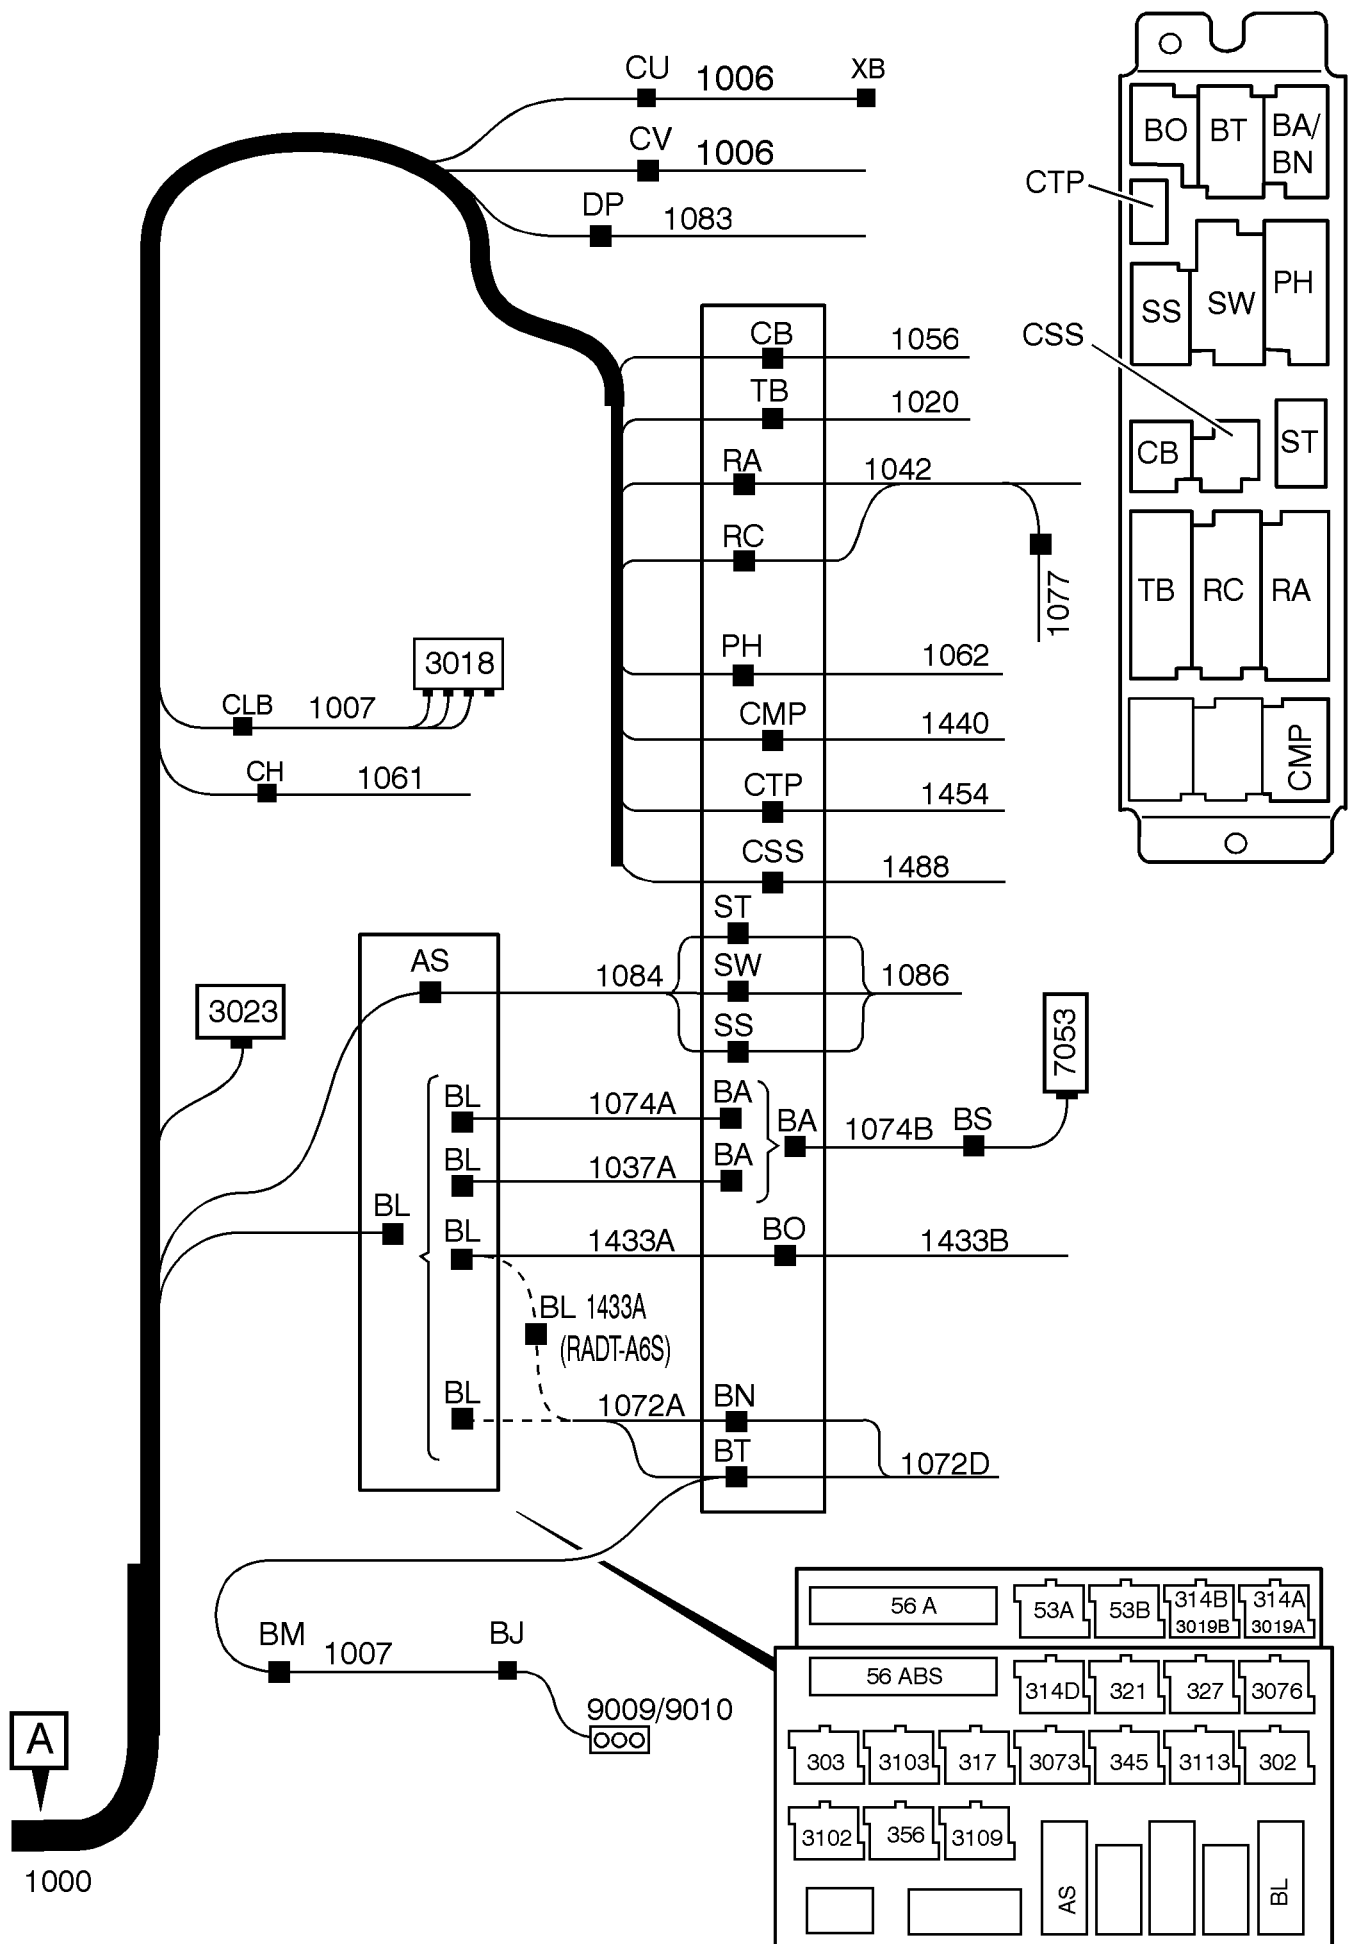 CU 1006 XB
CV 1006
DP 1083
CB 1056
TB 1020
RA 1042
RC
1077
PH 1062
CMP 1440
CTP 1454
CSS 1488
3018
CLB 1007
CH 1061
ST
AS 1084 SW 1086
SS
3023
7053
BL 1074A BA
BA 1074B BS
BL 1037A BA
BL
BL 1433A BO 1433B
BL 1433A
(RADT-A6S)
BL 1072A BN
BT 1072D
BM 1007 BJ
9009/9010
A
1000
BO BT BA/
BN
CTP
SS SW PH
CSS
CB ST
TB RC RA
CMP
56 A 53A 53B 314B 314A
3019B 3019A
56 ABS 314D 321 327 3076
303 3103 317 3073 345 3113 302
3102 356 3109
AS BL